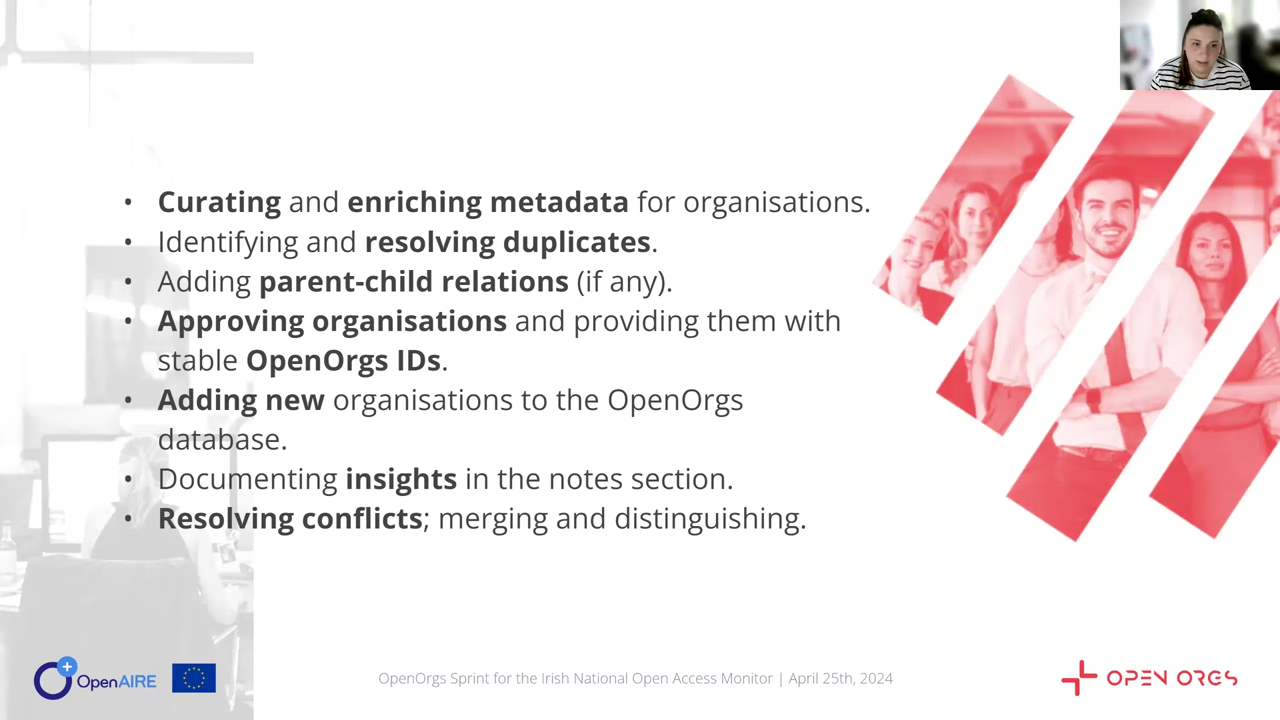 • Curating and enriching metadata for organisations.
• Identifying and resolving duplicates.
• Adding parent-child relations (if any).
• Approving organisations and providing them with
stable OpenOrgs IDs.
• Adding new organisations to the OpenOrgs
database.
• Documenting insights in the notes section.
• Resolving conflicts; merging and distinguishing.
OpenAIRE
OpenOrgs Sprint for the Irish National Open Access Monitor | April 25th, 2024
OPEN ORGS